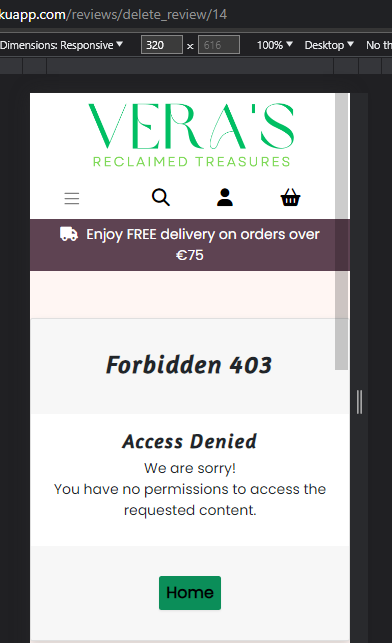 kuapp.com/reviews/delete_review/14
Dimensions: Responsive ▼ 320 x 616 100% ▼ Desktop ▼ No th
VERA'S
RECLAIMED TREASURES
Enjoy FREE delivery on orders over
€75
Forbidden 403
Access Denied
We are sorry!
You have no permissions to access the
requested content.
Home